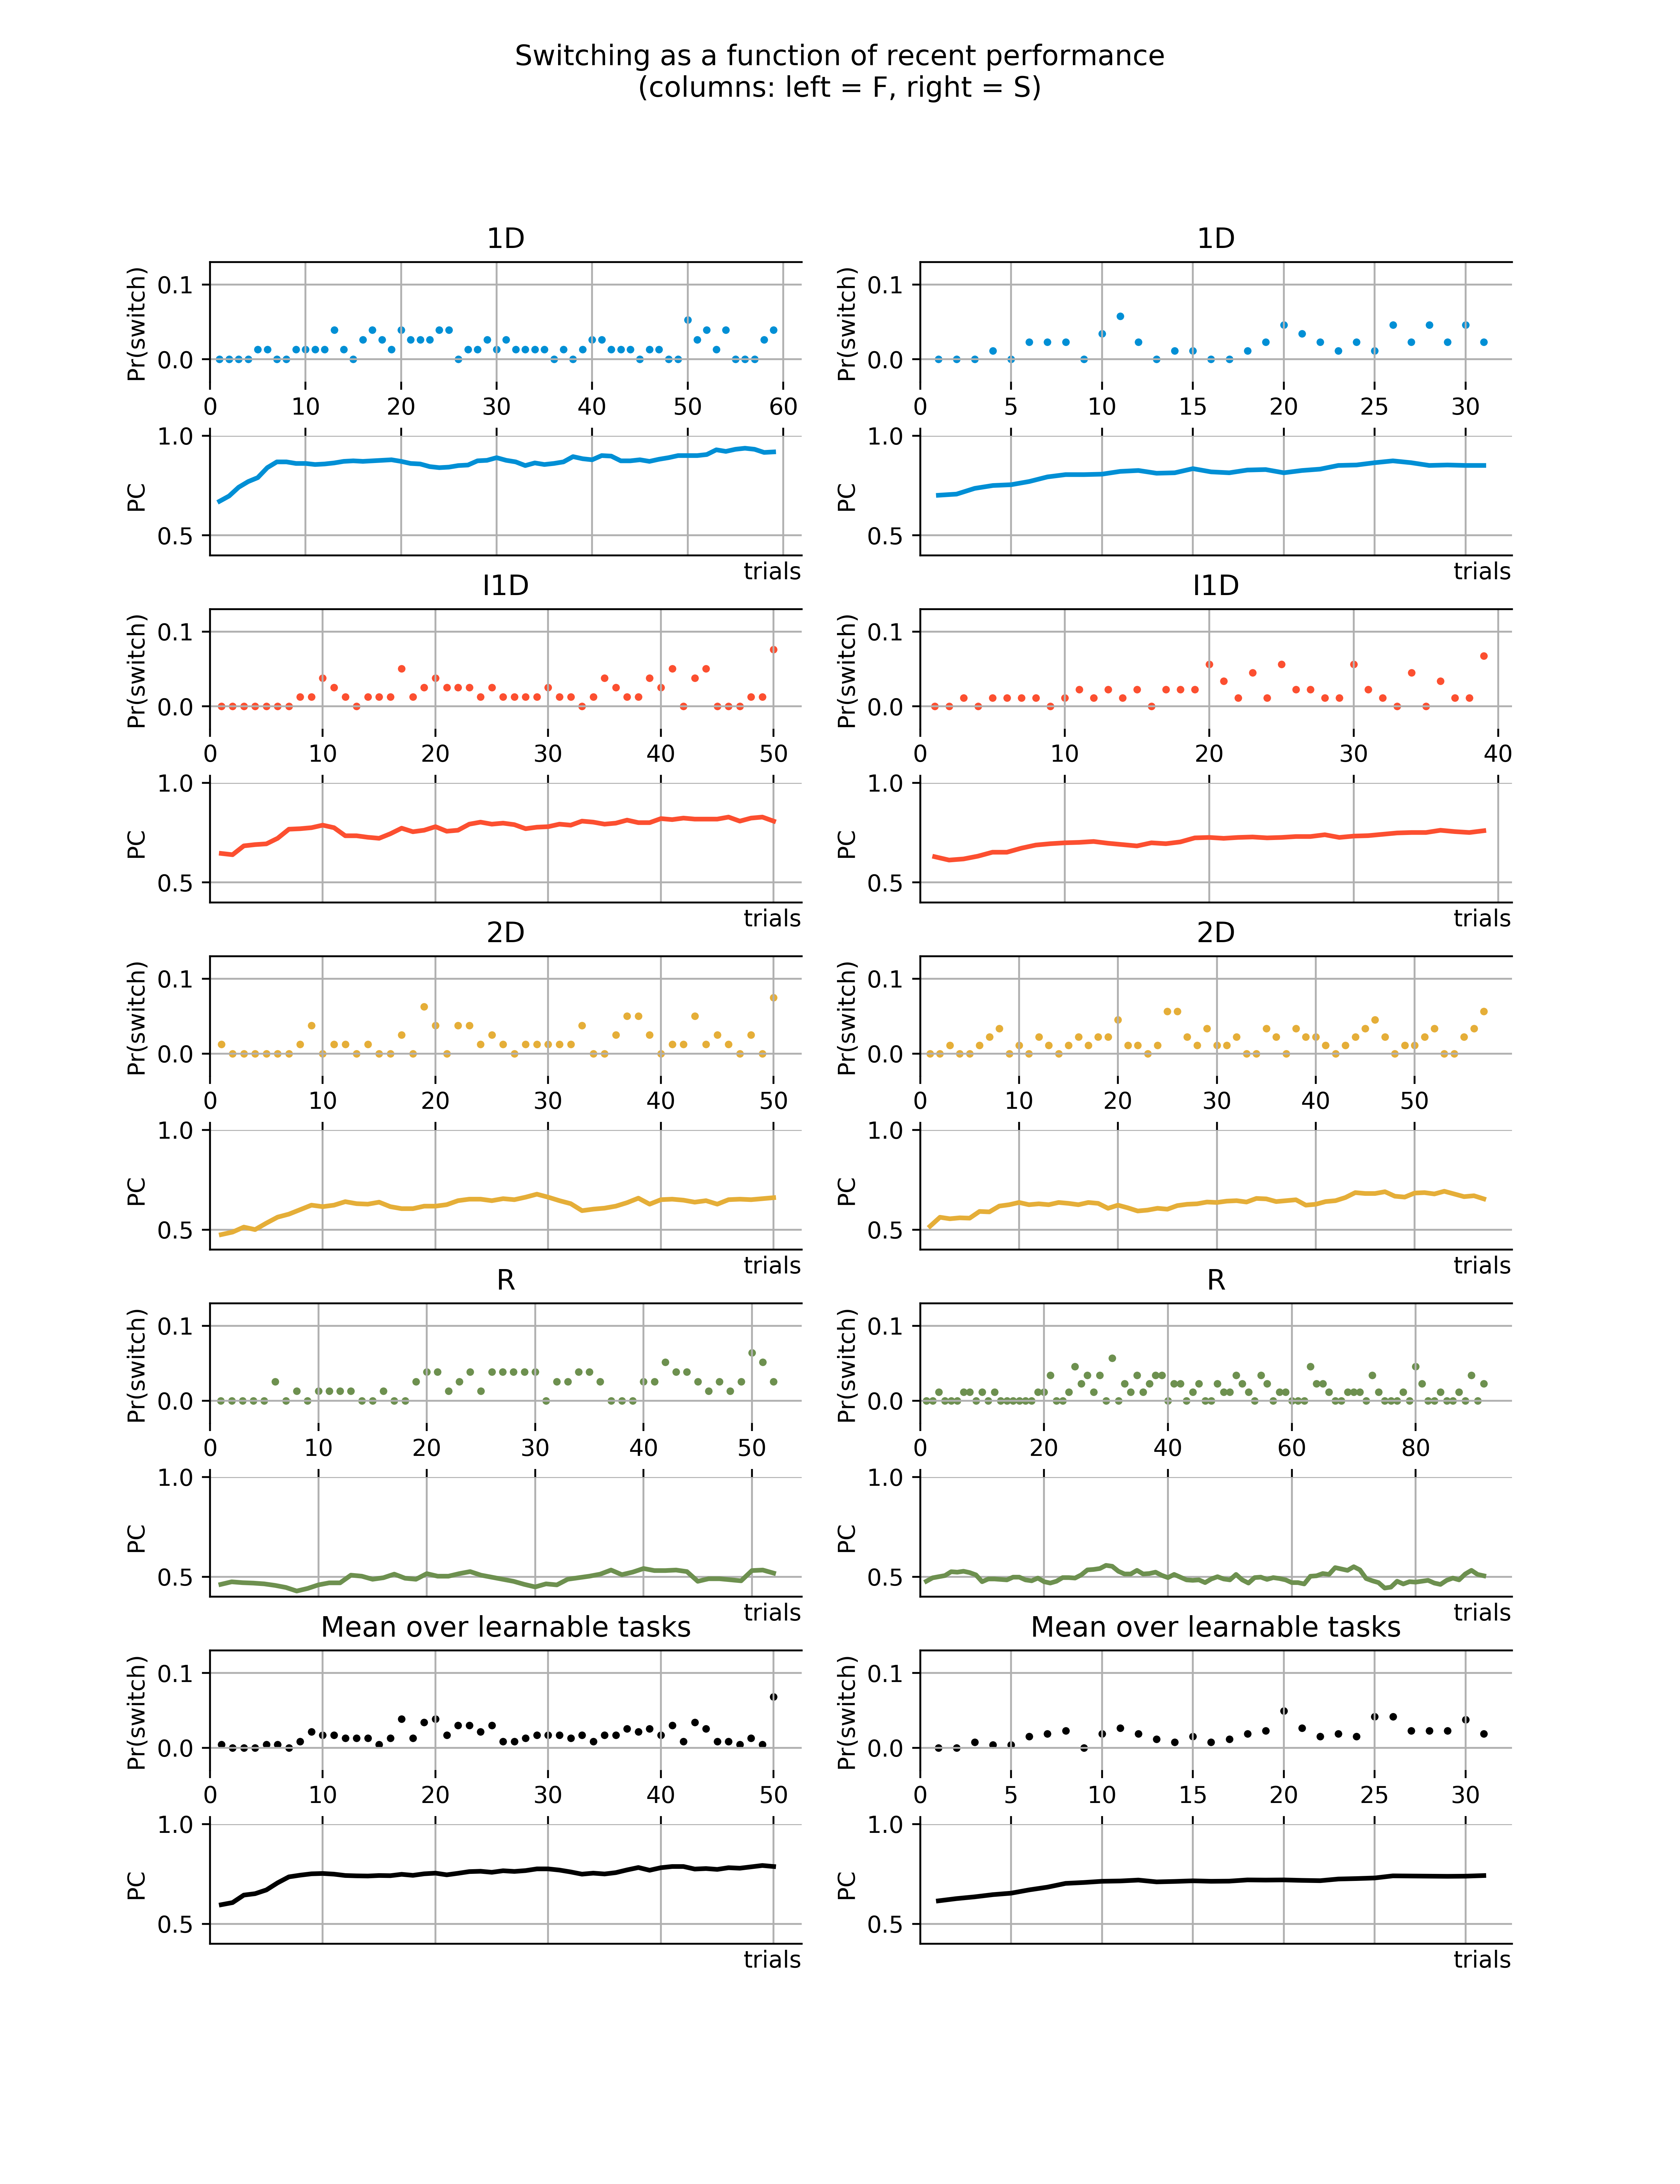 Switching as a function of recent performance
(columns: left = F, right = S)
1D
Pr(switch)
0.1
0.0
0 10 20 30 40 50 60
PC
1.0
0.5
trials
1D
Pr(switch)
0.1
0.0
0 5 10 15 20 25 30
PC
1.0
0.5
trials
I1D
Pr(switch)
0.1
0.0
0 10 20 30 40 50
PC
1.0
0.5
trials
I1D
Pr(switch)
0.1
0.0
0 10 20 30 40
PC
1.0
0.5
trials
2D
Pr(switch)
0.1
0.0
0 10 20 30 40 50
PC
1.0
0.5
trials
2D
Pr(switch)
0.1
0.0
0 10 20 30 40 50
PC
1.0
0.5
trials
R
Pr(switch)
0.1
0.0
0 10 20 30 40 50
PC
1.0
0.5
trials
R
Pr(switch)
0.1
0.0
0 20 40 60 80
PC
1.0
0.5
trials
Mean over learnable tasks
Pr(switch)
0.1
0.0
0 10 20 30 40 50
PC
1.0
0.5
trials
Mean over learnable tasks
Pr(switch)
0.1
0.0
0 5 10 15 20 25 30
PC
1.0
0.5
trials